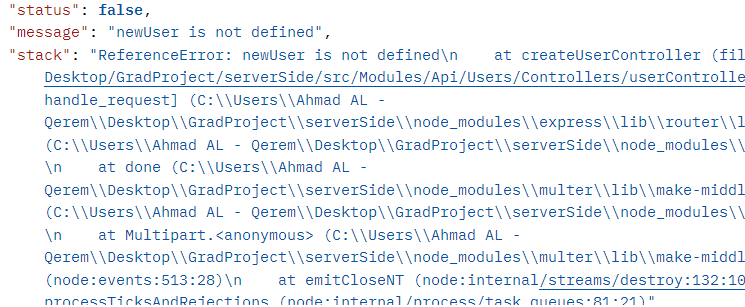 "status": false,
"message": "newUser is not defined",
"stack": "ReferenceError: newUser is not defined\n    at createUserController (fil
Desktop/GradProject/serverSide/src/Modules/Api/Users/Controllers/userControlle
handle_request] (C:\\Users\\Ahmad AL -
Qerem\\Desktop\\GradProject\\serverSide\\node_modules\\express\\lib\\router\\l
(C:\\Users\\Ahmad AL - Qerem\\Desktop\\GradProject\\serverSide\\node_modules\\
\n    at done (C:\\Users\\Ahmad AL -
Qerem\\Desktop\\GradProject\\serverSide\\node_modules\\multer\\lib\\make-middl
(C:\\Users\\Ahmad AL - Qerem\\Desktop\\GradProject\\serverSide\\node_modules\\
\n    at Multipart.<anonymous> (C:\\Users\\Ahmad AL -
Qerem\\Desktop\\GradProject\\serverSide\\node_modules\\multer\\lib\\make-middl
(node:events:513:28)\n    at emitCloseNT (node:internal/streams/destroy:132:10
processTicksAndRejections (node:internal/process/task_queues:81:21)"